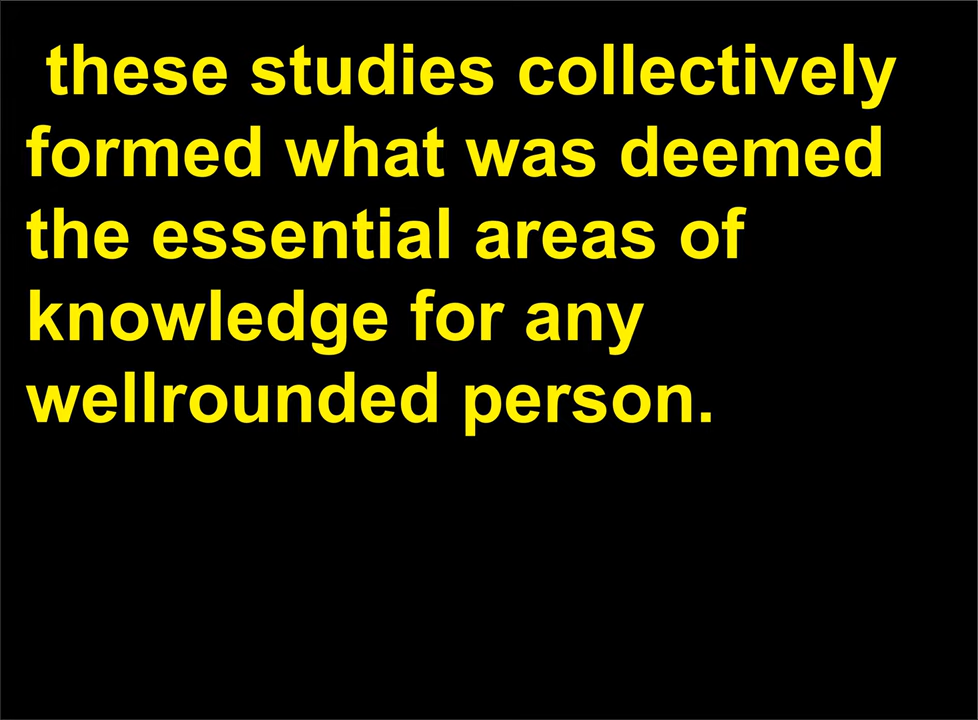 these studies collectively
formed what was deemed
the essential areas of
knowledge for any
wellrounded person.